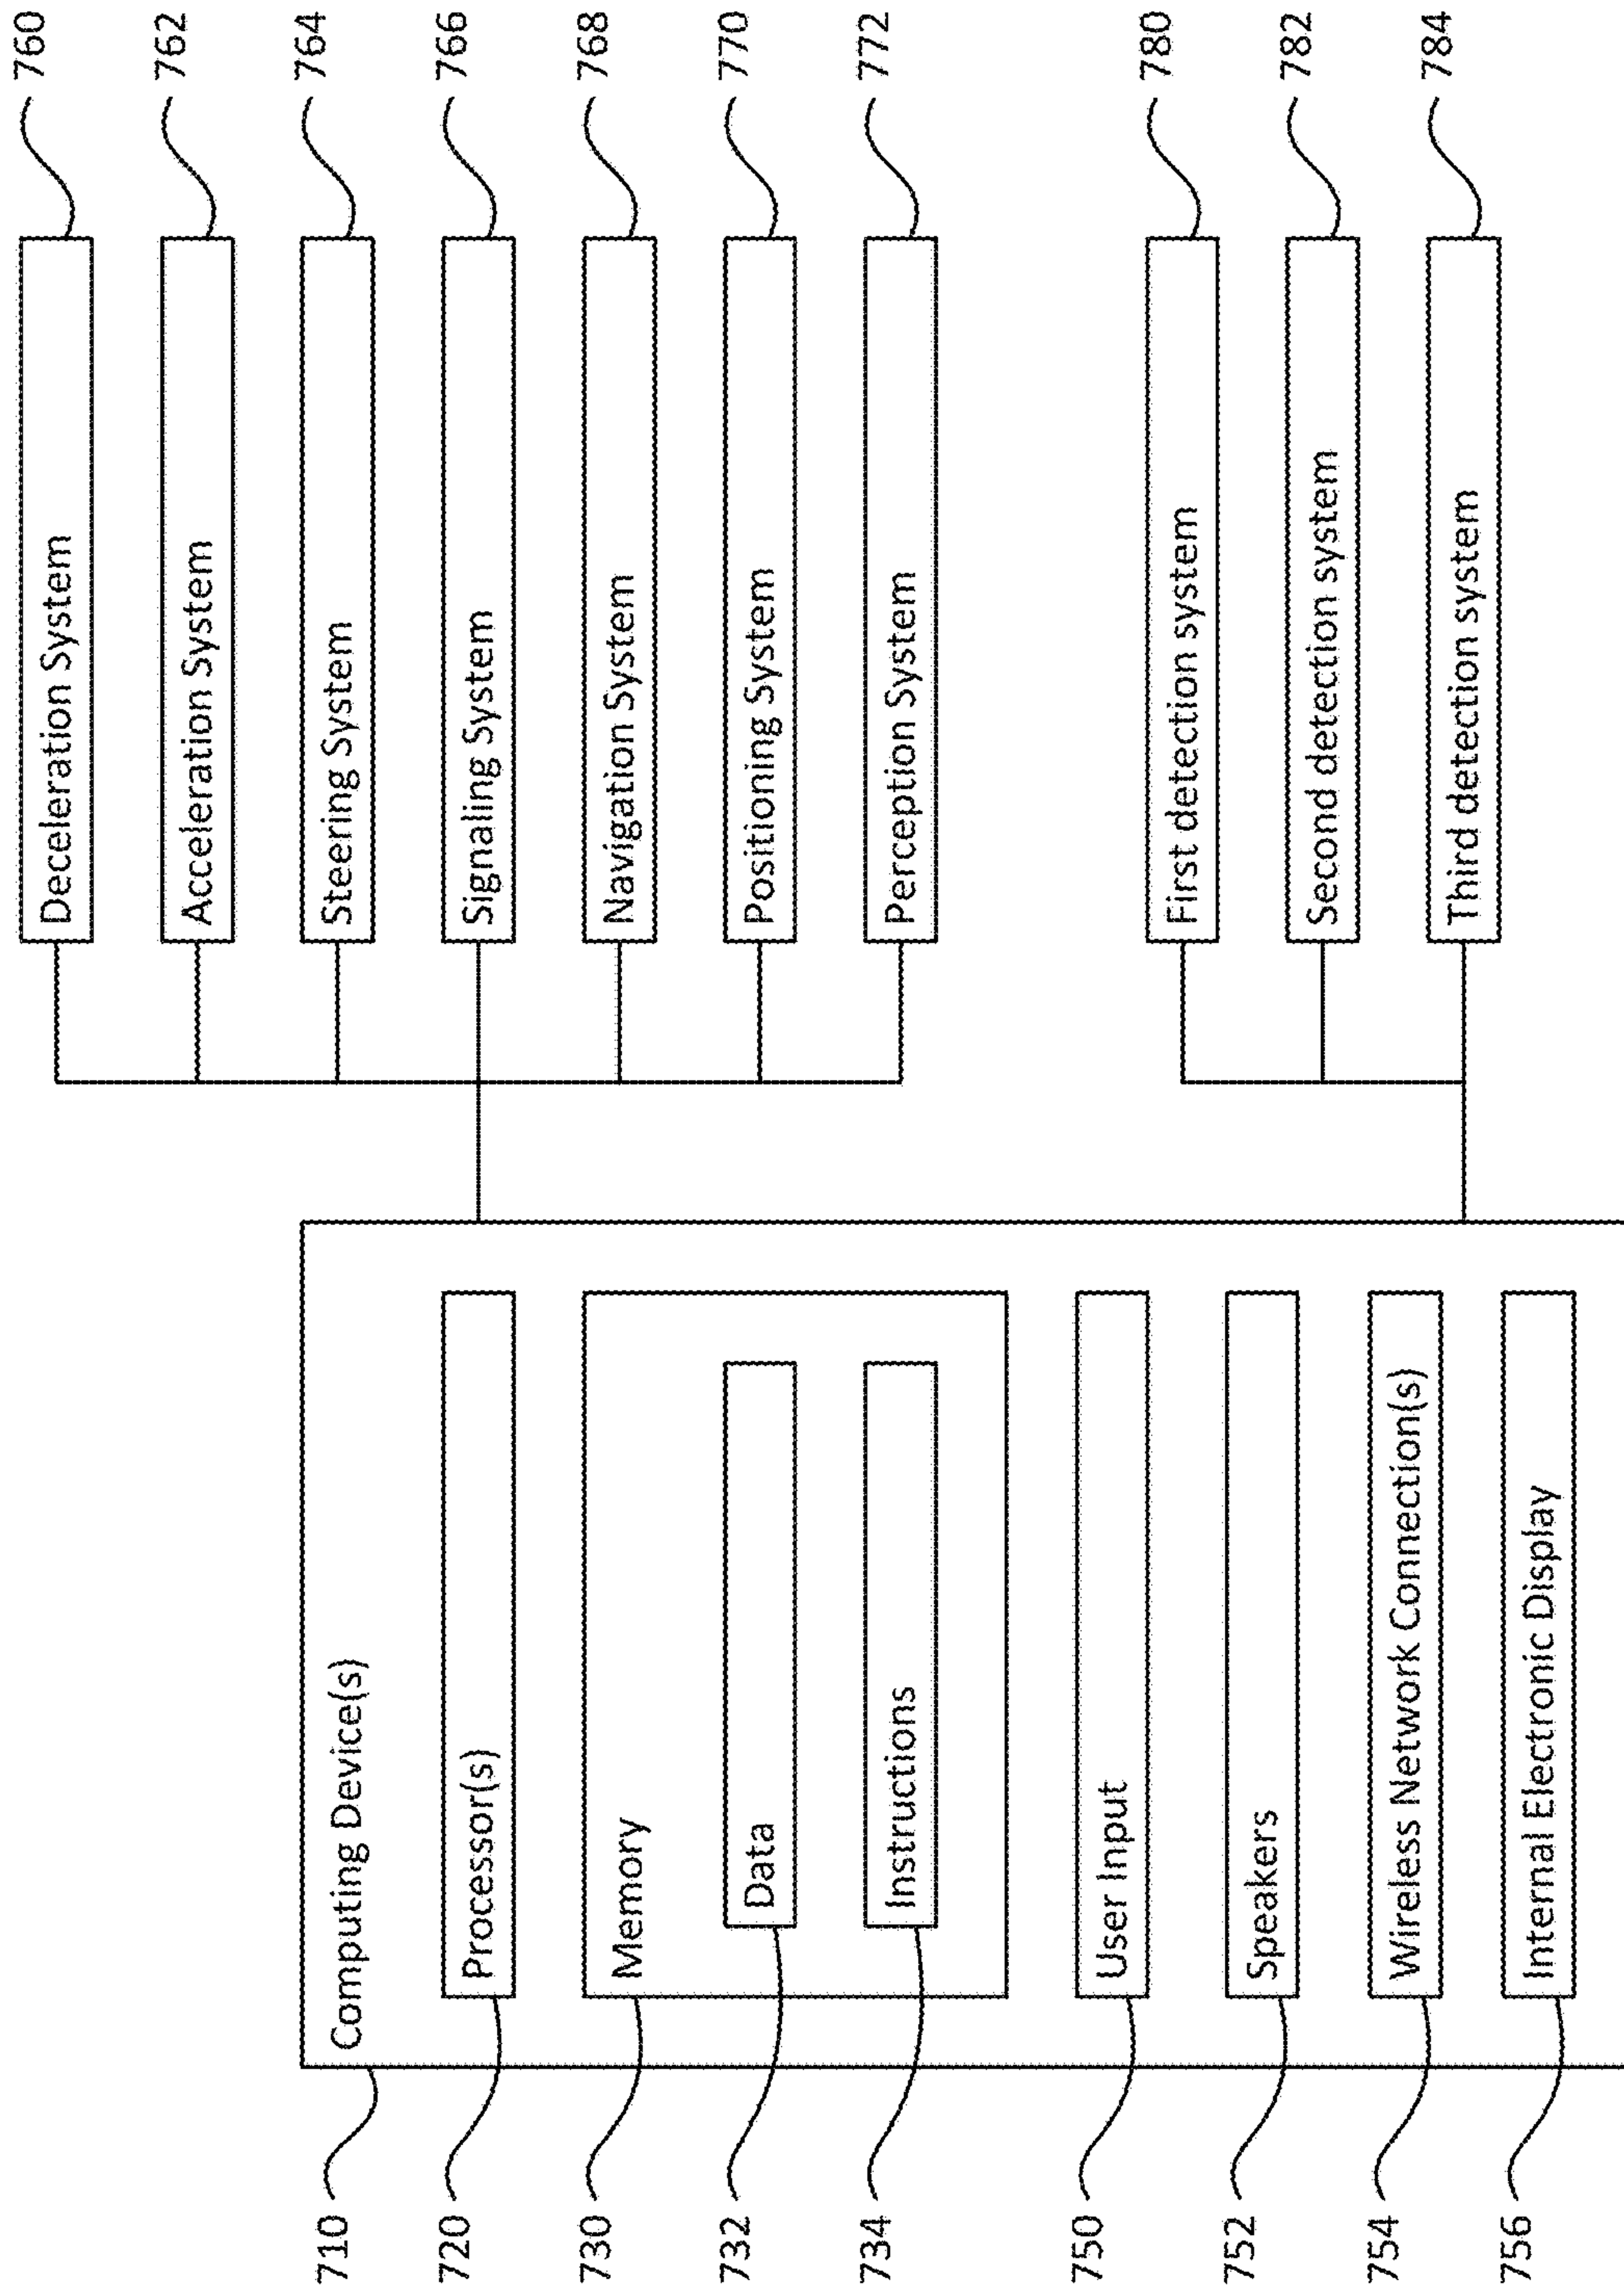 710
Computing Device(s)
720
Processor(s)
730
Memory
732
Data
734
Instructions
750
User Input
752
Speakers
754
Wireless Network Connection(s)
756
Internal Electronic Display
Deceleration System
760
Acceleration System
762
Steering System
764
Signaling System
766
Navigation System
768
Positioning System
770
Perception System
772
First detection system
780
Second detection system
782
Third detection system
784